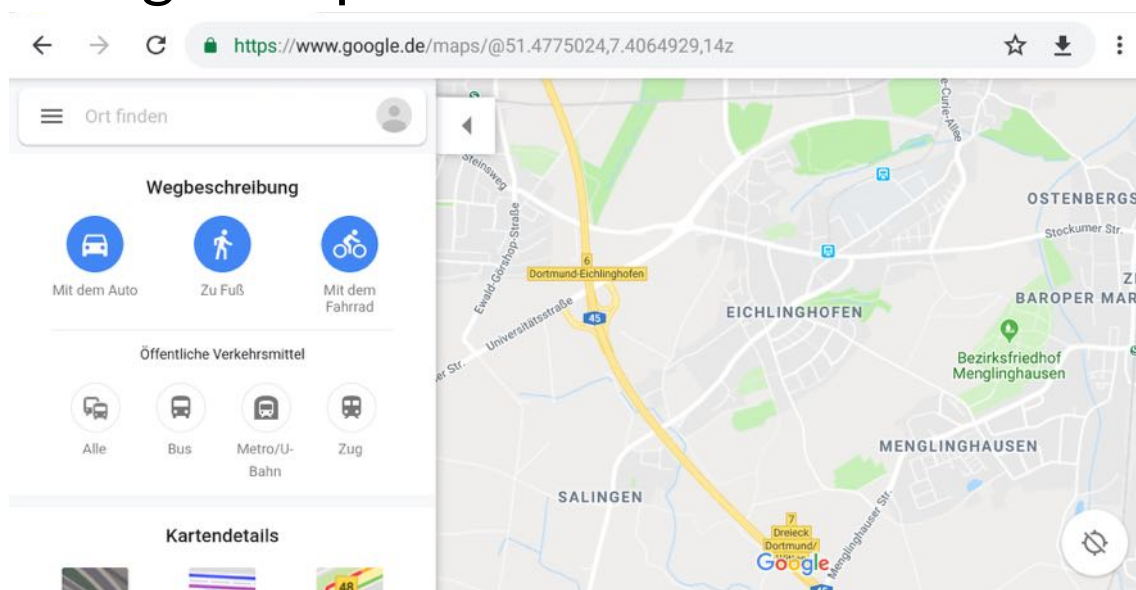 https://www.google.de/maps/@51.4775024,7.4064929,14z
Ort finden
Wegbeschreibung
Mit dem Auto
Zu Fuß
Mit dem
Fahrrad
Öffentliche Verkehrsmittel
Alle
Bus
Metro/U-
Bahn
Zug
Kartendetails
48
e-Curie-Allee
Steinsweg
OSTENBERGS
Stockumer Str.
Ewald-Görshop-Straße
6
Dortmund-Eichlinghofen
45
Universitätsstraße
er Str.
EICHLINGHOFEN
BAROPER MAR
Bezirksfriedhof
Menglinghausen
MENGLINGHAUSEN
SALINGEN
Menglinghauser Str.
7
Dreieck
Dortmund/
Google
45